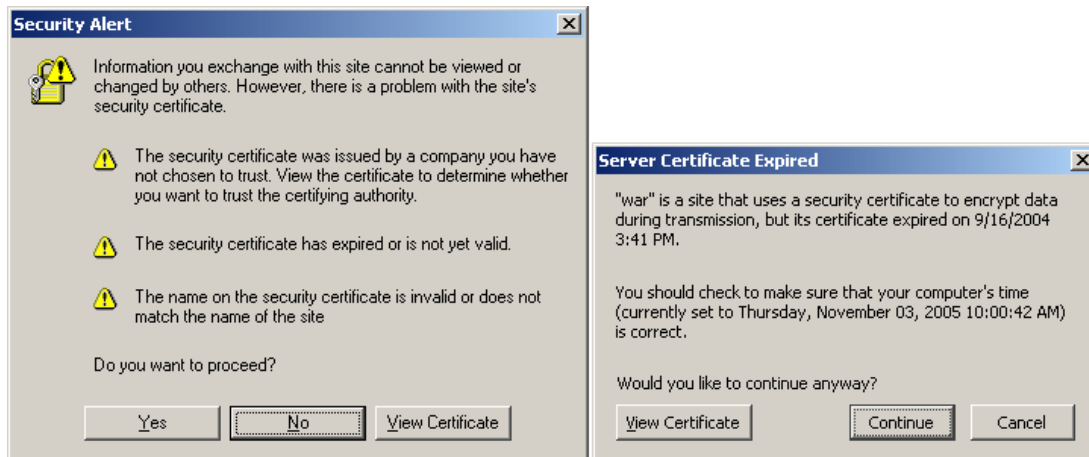 Security Alert
Information you exchange with this site cannot be viewed or
changed by others. However, there is a problem with the site's
security certificate.
The security certificate was issued by a company you have
not chosen to trust. View the certificate to determine whether
you want to trust the certifying authority.
The security certificate has expired or is not yet valid.
The name on the security certificate is invalid or does not
match the name of the site
Do you want to proceed?
Yes
No
View Certificate
Server Certificate Expired
"war" is a site that uses a security certificate to encrypt data
during transmission, but its certificate expired on 9/16/2004
3:41 PM.
You should check to make sure that your computer's time
(currently set to Thursday, November 03, 2005 10:00:42 AM)
is correct.
Would you like to continue anyway?
View Certificate
Continue
Cancel